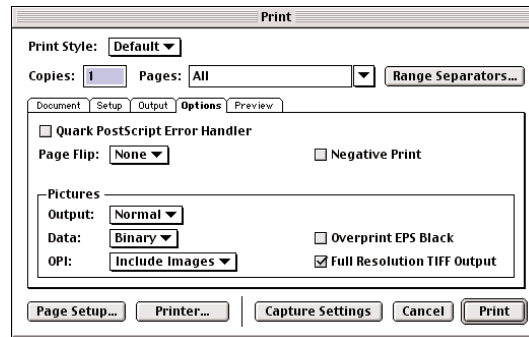 Print
Print Style: Default
Copies: 1 Pages: All Range Separators...
Document Setup Output Options Preview
Quark PostScript Error Handler
Page Flip: None Negative Print
Pictures
Output: Normal
Data: Binary Overprint EPS Black
OPI: Include Images Full Resolution TIFF Output
Page Setup... Printer... Capture Settings Cancel Print